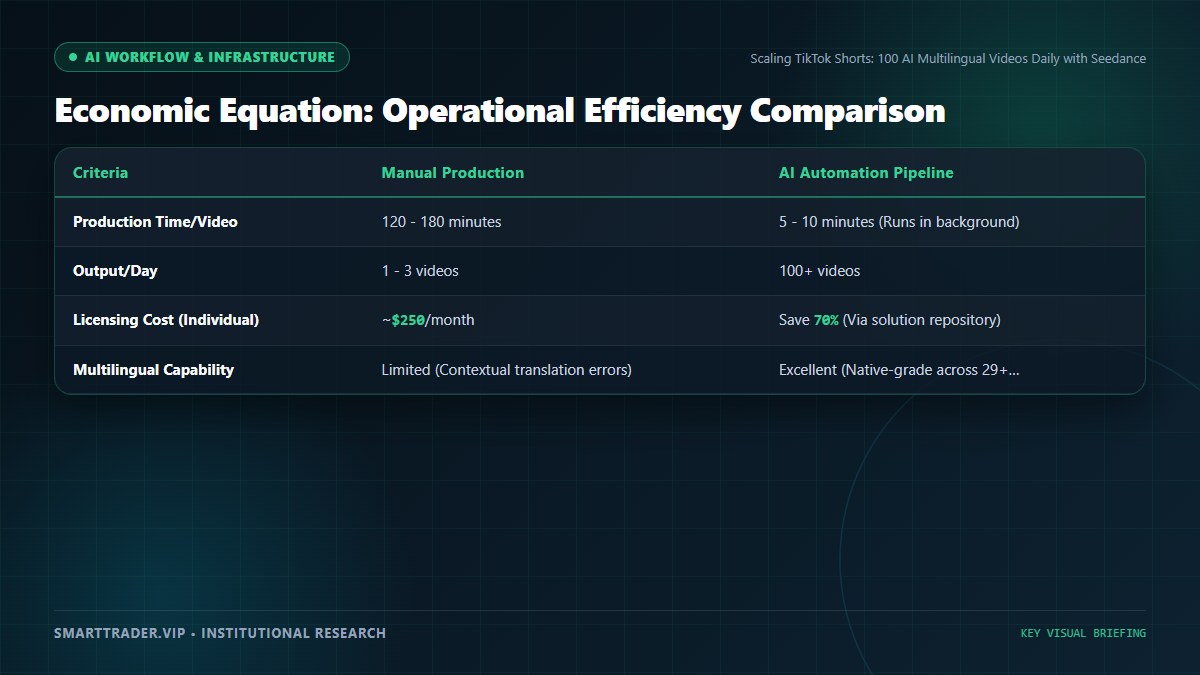 AI WORKFLOW & INFRASTRUCTURE
Scaling TikTok Shorts: 100 AI Multilingual Videos Daily with Seedance
Economic Equation: Operational Efficiency Comparison
Criteria Manual Production AI Automation Pipeline
Production Time/Video 120 - 180 minutes 5 - 10 minutes (Runs in background)
Output/Day 1 - 3 videos 100+ videos
Licensing Cost (Individual) ~$250/month Save 70% (Via solution repository)
Multilingual Capability Limited (Contextual translation errors) Excellent (Native-grade across 29+...
SMARTTRADER.VIP • INSTITUTIONAL RESEARCH
KEY VISUAL BRIEFING